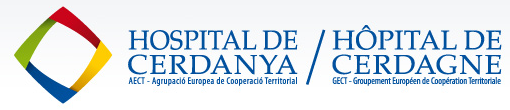 HOSPITAL DE
CERDANYA
AECT - Agrupació Europea de Cooperació Territorial
/
HÔPITAL DE
CERDAGNE
GECT - Groupement Européen de Coopération Territoriale